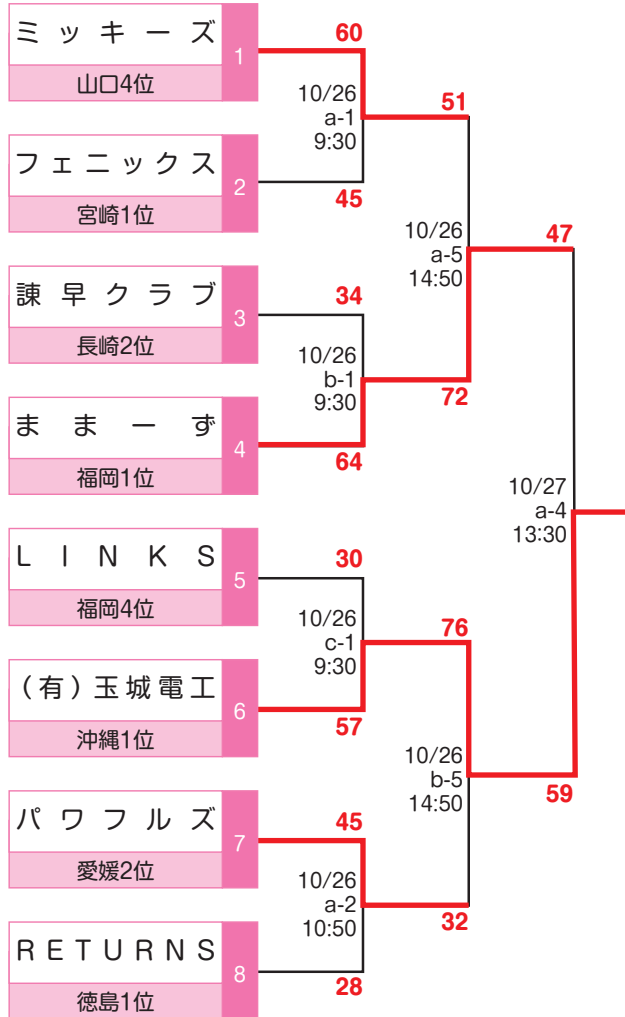 ミッキーズ
山口4位
1
フェニックス
宮崎1位
2
諫早クラブ
長崎2位
3
ままーず
福岡1位
4
LINKS
福岡4位
5
(有)玉城電工
沖縄1位
6
パワフルズ
愛媛2位
7
RETURNS
徳島1位
8
60
10/26
a-1
9:30
45
34
10/26
b-1
9:30
64
30
10/26
c-1
9:30
57
45
10/26
a-2
10:50
28
51
10/26
a-5
14:50
72
76
10/26
b-5
14:50
32
47
10/27
a-4
13:30
59